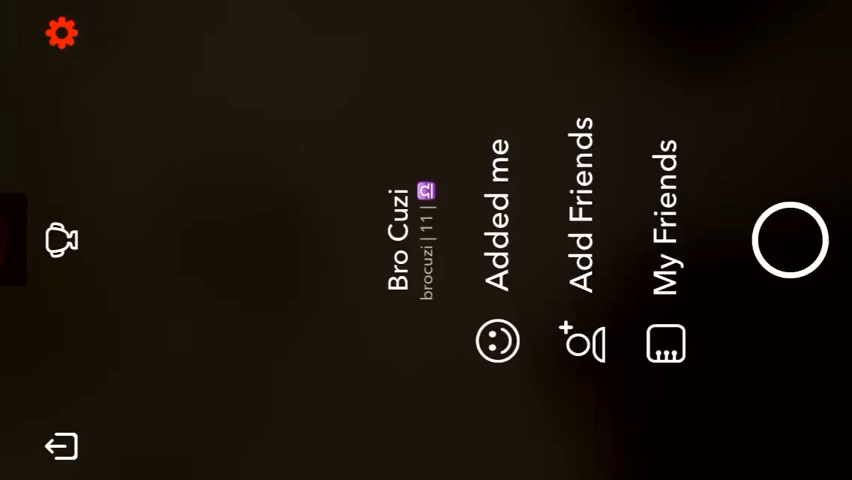 Bro Cuzi
brocuzi | 11 | ♎
Added me
Add Friends
My Friends